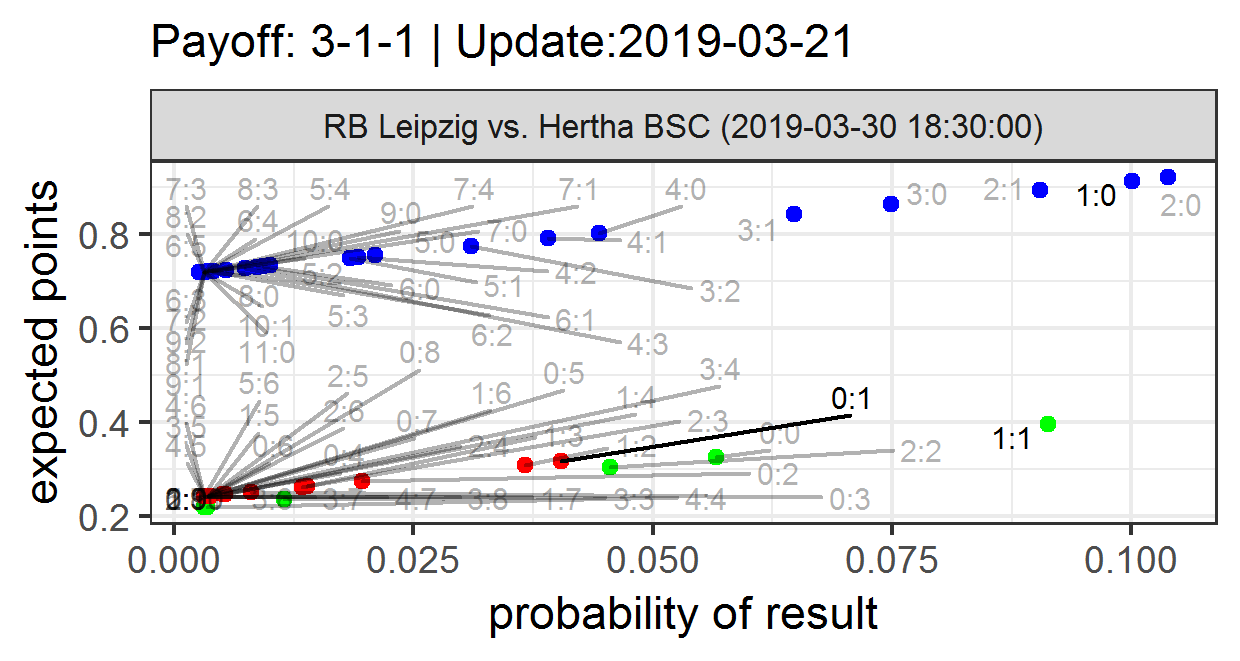 Payoff: 3-1-1 | Update:2019-03-21
RB Leipzig vs. Hertha BSC (2019-03-30 18:30:00)
expected points
0.8
0.6
0.4
0.2
7:3 8:3 5:4 7:4 7:1 4:0 3:0 2:1 1:0 2:0
8:2 6:4 9:0
10:0 5:0 7:0 4:1 3:1
5:2 4:2
6:0 5:1 3:2
8:0
5:3 6:1
10:1 6:2 4:3
11:0 0:8
8:1
9:1 5:6 2:5 0:5 3:4
4:6 1:5 2:6 1:6 1:4 0:1
3:5 0:7 2:3
4:5 0:6 0:4 2:4 1:3 1:2 0:0 1:1
2:2
0:2
3:7 4:7 3:8 1:7 3:3 4:4 0:3
0.000 0.025 0.050 0.075 0.100
probability of result